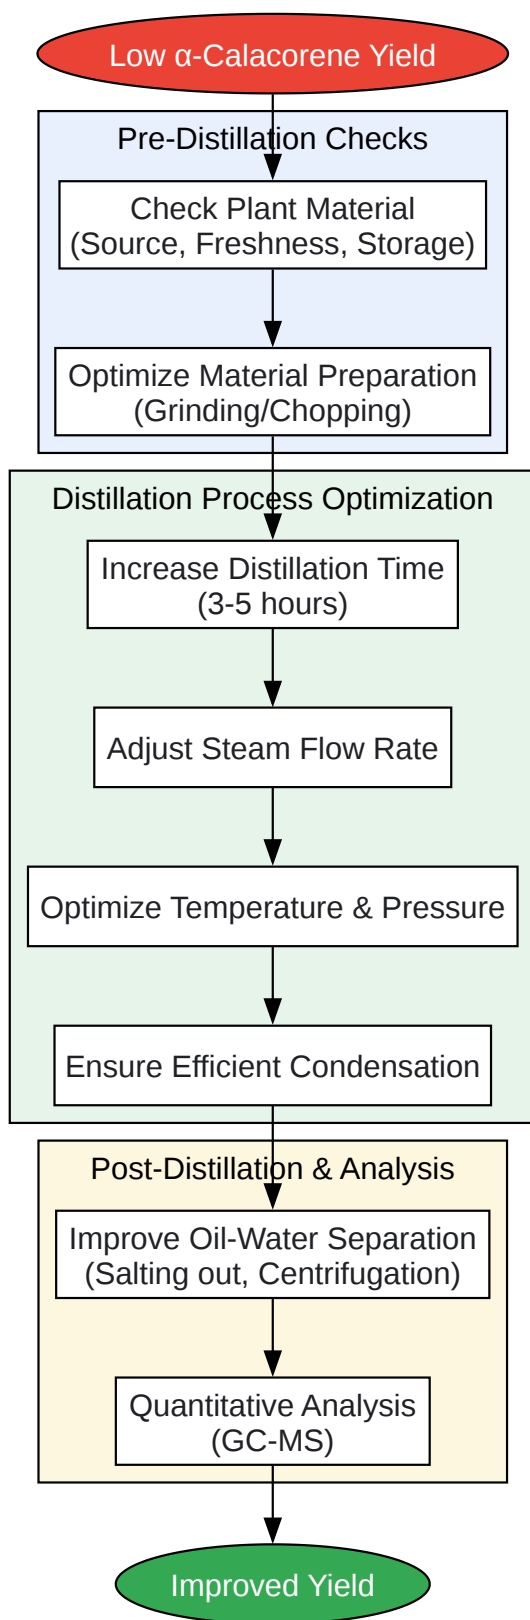 Low α-Calacorene Yield
Pre-Distillation Checks
Check Plant Material
(Source, Freshness, Storage)
Optimize Material Preparation
(Grinding/Chopping)
Distillation Process Optimization
Increase Distillation Time
(3-5 hours)
Adjust Steam Flow Rate
Optimize Temperature & Pressure
Ensure Efficient Condensation
Post-Distillation & Analysis
Improve Oil-Water Separation
(Salting out, Centrifugation)
Quantitative Analysis
(GC-MS)
Improved Yield